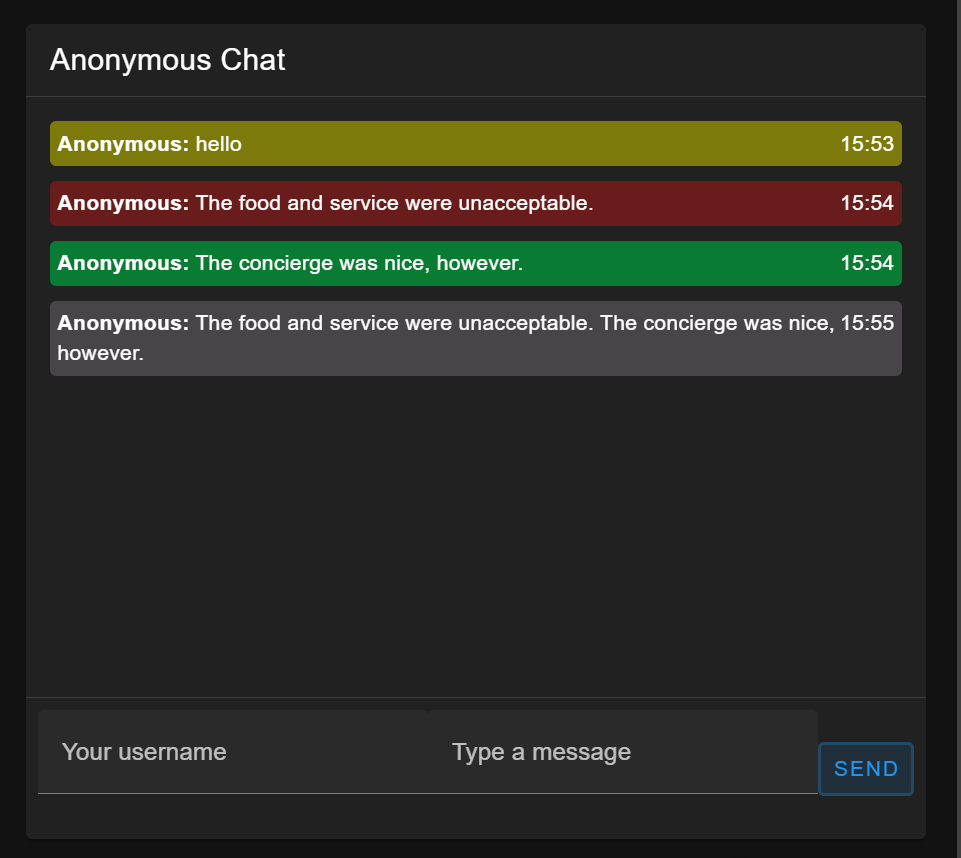 Anonymous Chat
Anonymous: hello 15:53
Anonymous: The food and service were unacceptable. 15:54
Anonymous: The concierge was nice, however. 15:54
Anonymous: The food and service were unacceptable. The concierge was nice, 15:55
however.
Your username Type a message
SEND